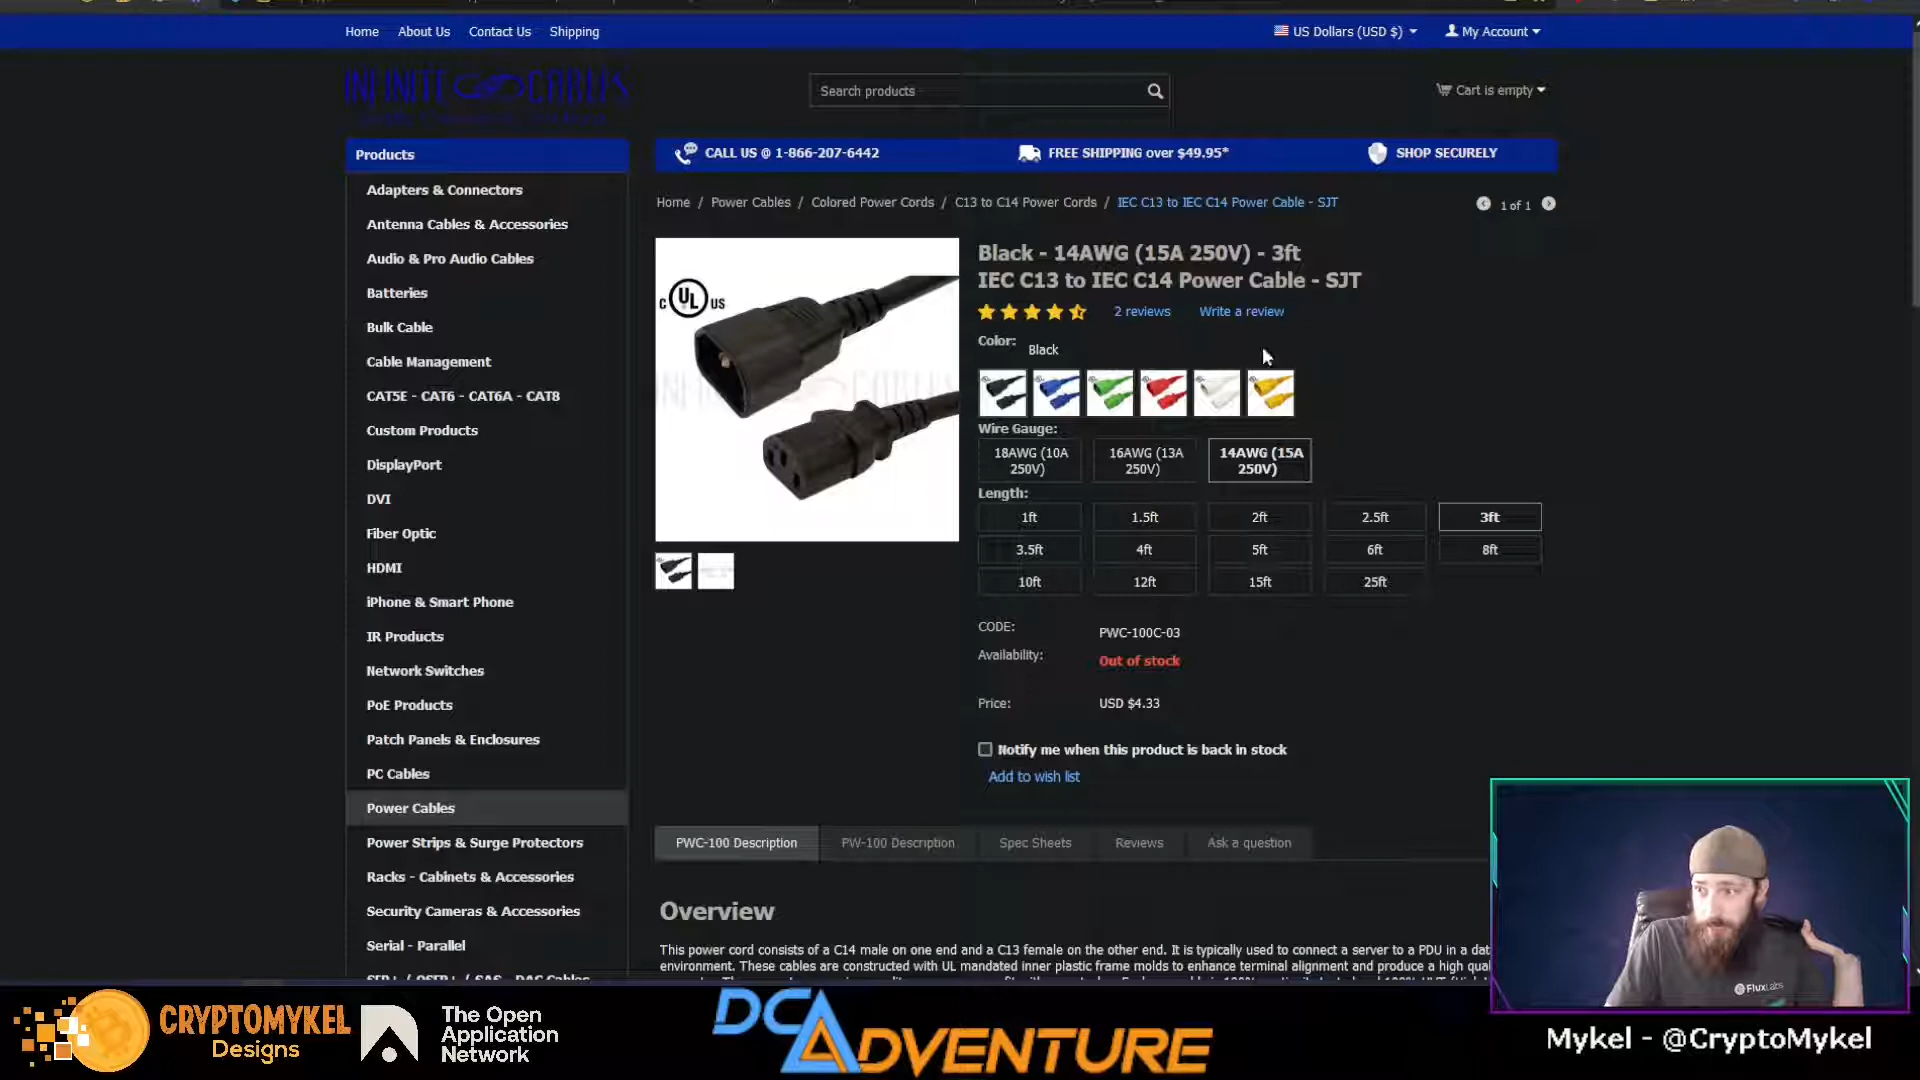 Home About Us Contact Us Shipping
US Dollars (USD $) My Account
INFINITE CABLES
Search products
Cart is empty
Products
CALL US @ 1-866-207-6442
FREE SHIPPING over $49.95*
SHOP SECURELY
Adapters & Connectors
Antenna Cables & Accessories
Audio & Pro Audio Cables
Batteries
Bulk Cable
Cable Management
CAT5E - CAT6 - CAT6A - CAT8
Custom Products
DisplayPort
DVI
Fiber Optic
HDMI
iPhone & Smart Phone
IR Products
Network Switches
PoE Products
Patch Panels & Enclosures
PC Cables
Power Cables
Power Strips & Surge Protectors
Racks - Cabinets & Accessories
Security Cameras & Accessories
Serial - Parallel
SFP+ / QSFP+ / SAS - DAC Cables
Home / Power Cables / Colored Power Cords / C13 to C14 Power Cords / IEC C13 to IEC C14 Power Cable - SJT
1 of 1
c UL US
INFINITE CABLES
Black - 14AWG (15A 250V) - 3ft
IEC C13 to IEC C14 Power Cable - SJT
2 reviews Write a review
Color:
Black
Wire Gauge:
18AWG (10A 250V)
16AWG (13A 250V)
14AWG (15A 250V)
Length:
1ft 1.5ft 2ft 2.5ft 3ft
3.5ft 4ft 5ft 6ft 8ft
10ft 12ft 15ft 25ft
CODE: PWC-100C-03
Availability: Out of stock
Price: USD $4.33
Notify me when this product is back in stock
Add to wish list
PWC-100 Description PW-100 Description Spec Sheets Reviews Ask a question
Overview
This power cord consists of a C14 male on one end and a C13 female on the other end. It is typically used to connect a server to a PDU in a dat
environment. These cables are constructed with UL mandated inner plastic frame molds to enhance terminal alignment and produce a high qual
FluxLabs
CRYPTOMYKEL
Designs
The Open
Application
Network
DCADVENTURE
Mykel - @CryptoMykel